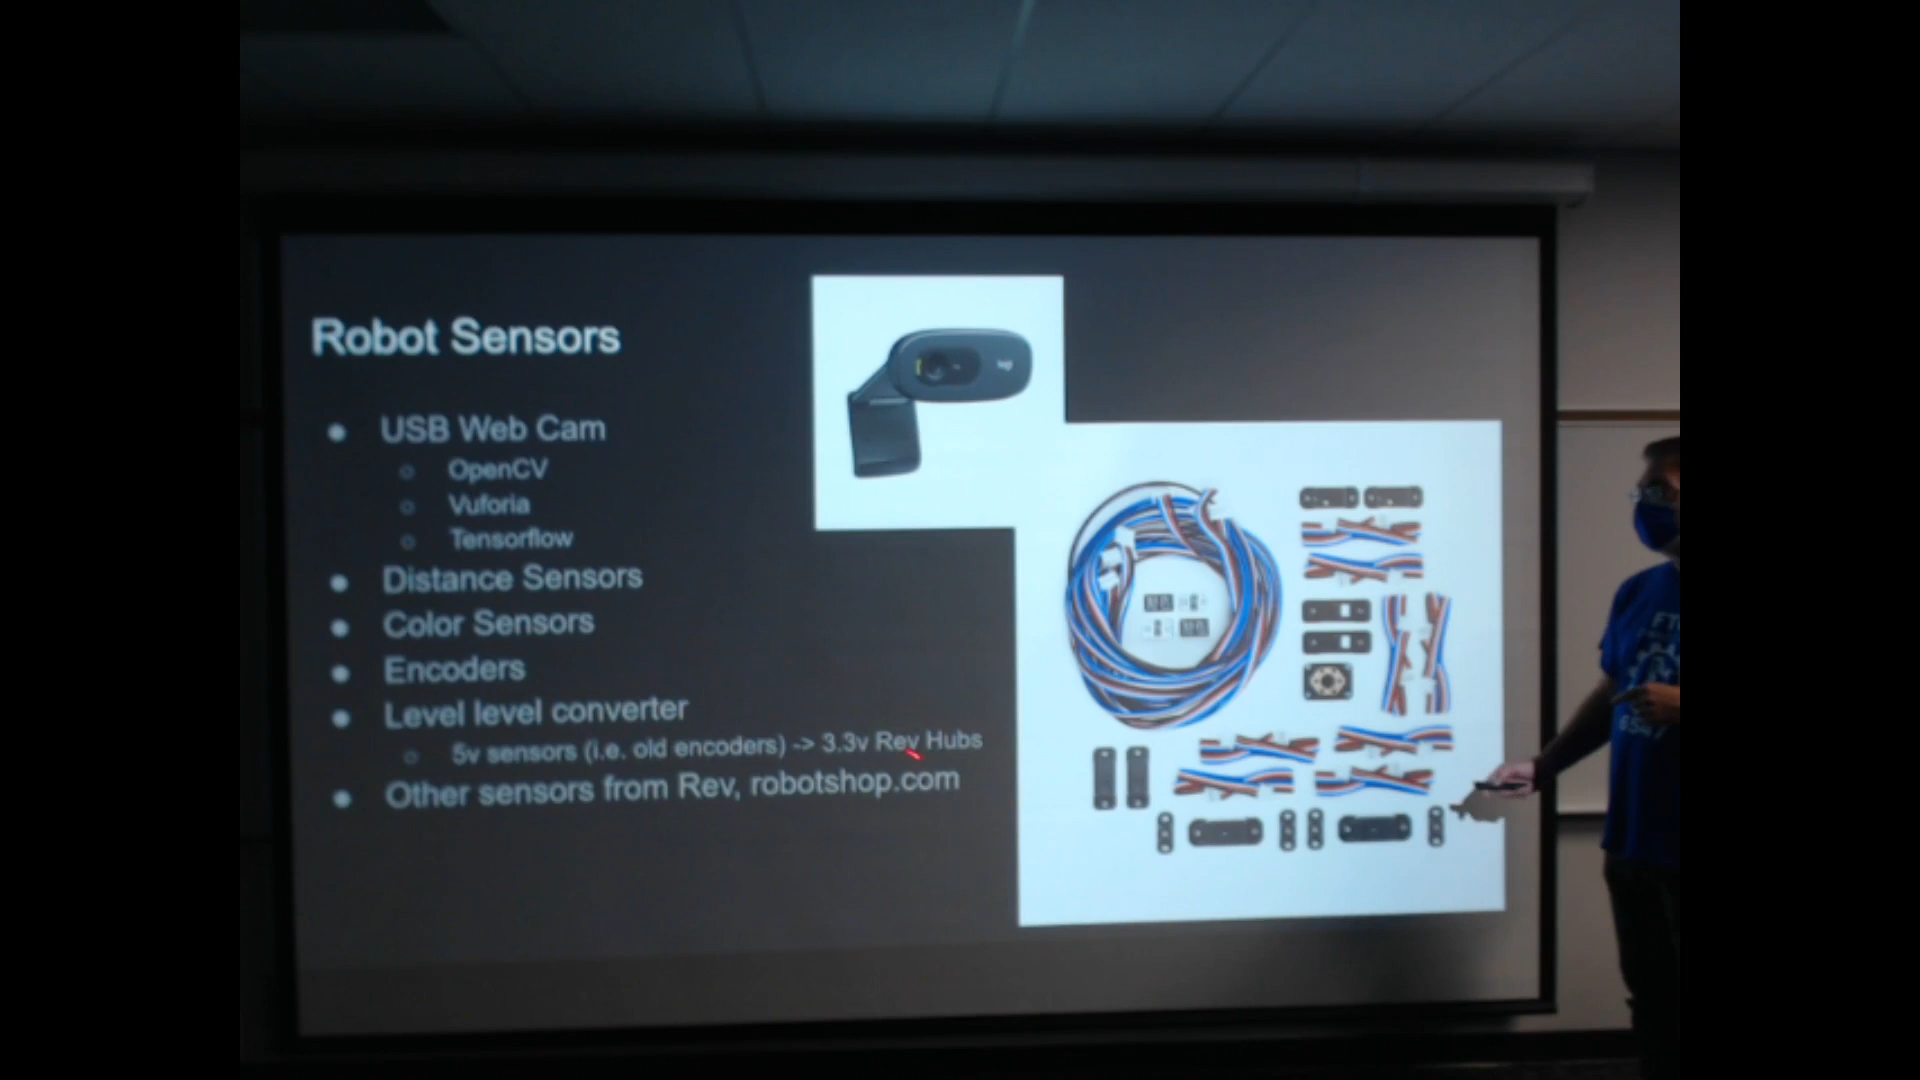 Robot Sensors
USB Web Cam
OpenCV
Vuforia
Tensorflow
Distance Sensors
Color Sensors
Encoders
Level level converter
5v sensors (i.e. old encoders) -> 3.3v Rev Hubs
Other sensors from Rev, robotshop.com